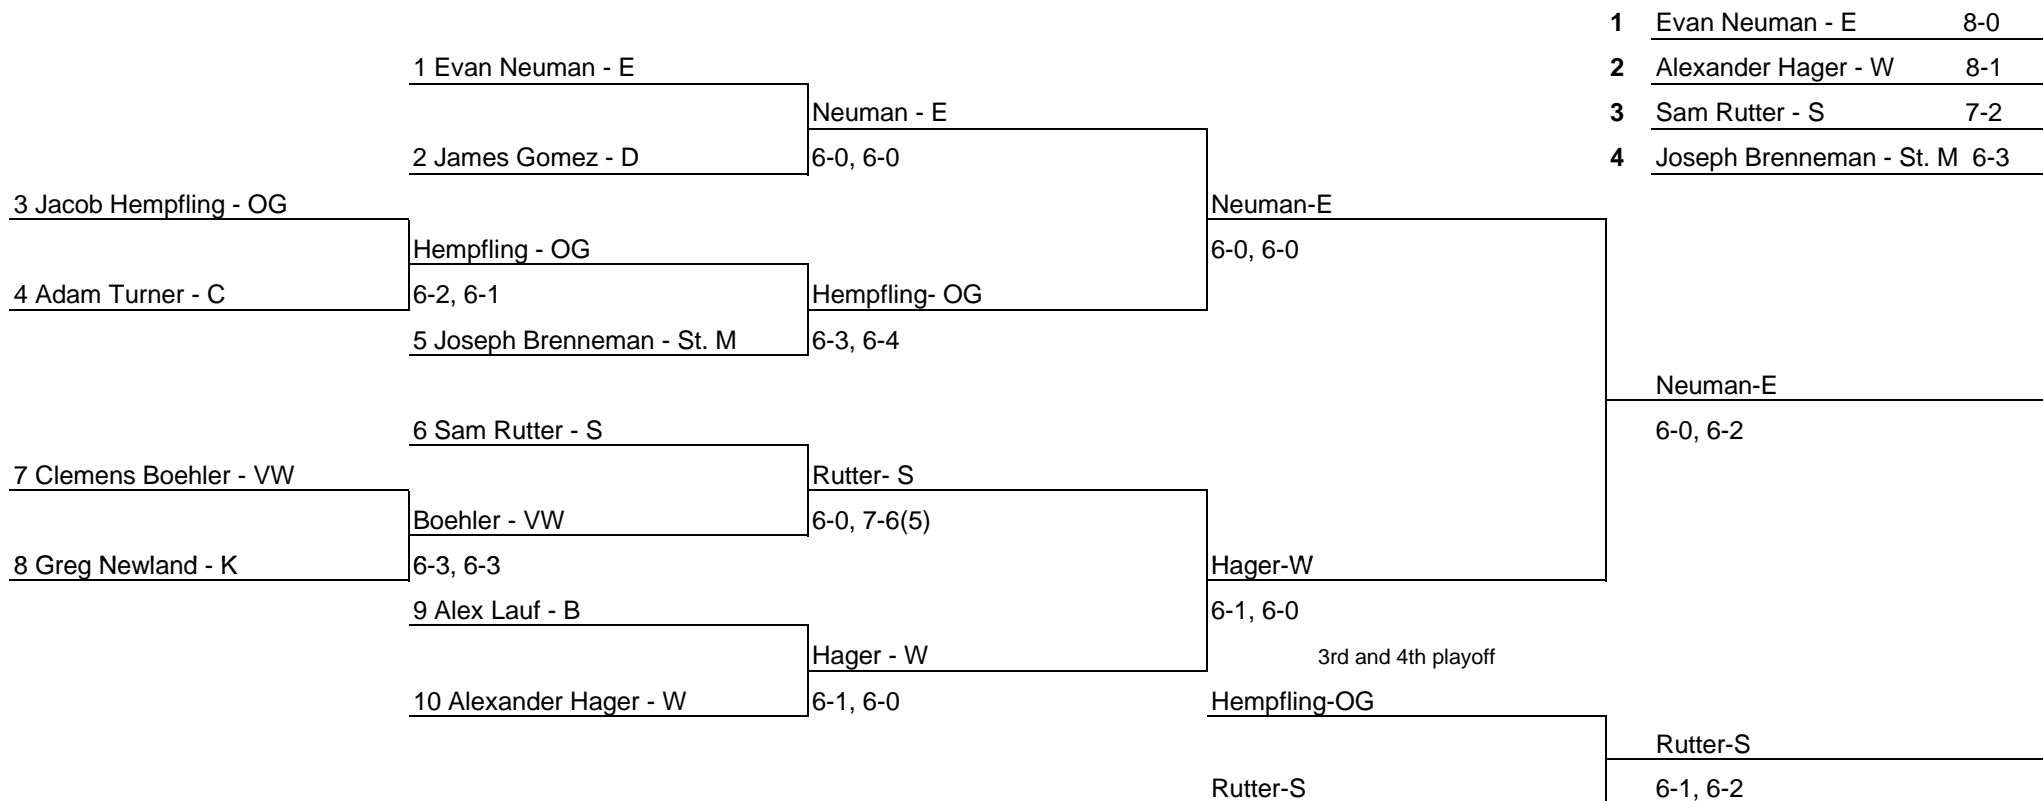 1 Evan Neuman - E 8-0
1 Evan Neuman - E
2 Alexander Hager - W 8-1
Neuman - E
3 Sam Rutter - S 7-2
2 James Gomez - D
6-0, 6-0
4 Joseph Brenneman - St. M 6-3
3 Jacob Hempfling - OG
Neuman-E
Hempfling - OG
6-0, 6-0
4 Adam Turner - C
6-2, 6-1
Hempfling- OG
5 Joseph Brenneman - St. M
6-3, 6-4
Neuman-E
6 Sam Rutter - S
6-0, 6-2
7 Clemens Boehler - VW
Rutter- S
Boehler - VW
6-0, 7-6(5)
8 Greg Newland - K
6-3, 6-3
Hager-W
9 Alex Lauf - B
6-1, 6-0
Hager - W
3rd and 4th playoff
10 Alexander Hager - W
6-1, 6-0
Hempfling-OG
Rutter-S
Rutter-S
6-1, 6-2